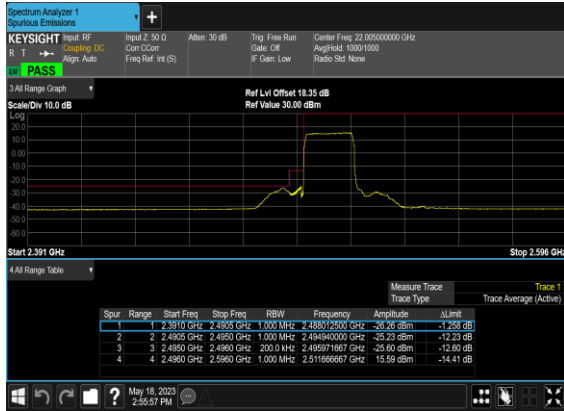 Spectrum Analyzer 1
Spurious Emissions
+
KEYSIGHT Input: RF Input Z: 50 Ω Atten: 30 dB Trig: Free Run Center Freq: 22.005000000 GHz
R T Coupling: DC Corr CCorr Gate: Off Avg|Hold: 1000/1000
Align: Auto Freq Ref: Int (S) IF Gain: Low Radio Std: None
PASS
3 All Range Graph Ref Lvl Offset 18.35 dB
Scale/Div 10.0 dB Ref Value 30.00 dBm
Log
20.0
10.0
0.00
-10.0
-20.0
-30.0
-40.0
-50.0
-60.0
Start 2.391 GHz Stop 2.596 GHz
4 All Range Table
Measure Trace Trace 1
Trace Type Trace Average (Active)
Spur Range Start Freq Stop Freq RBW Frequency Amplitude ΔLimit
1 1 2.3910 GHz 2.4905 GHz 1.000 MHz 2.488012500 GHz -26.26 dBm -1.258 dB
2 2 2.4905 GHz 2.4950 GHz 1.000 MHz 2.494940000 GHz -25.23 dBm -12.23 dB
3 3 2.4950 GHz 2.4960 GHz 200.0 kHz 2.495971667 GHz -25.60 dBm -12.60 dB
4 4 2.4960 GHz 2.5960 GHz 1.000 MHz 2.511666667 GHz 15.59 dBm -14.41 dB
? May 18, 2023
2:55:57 PM